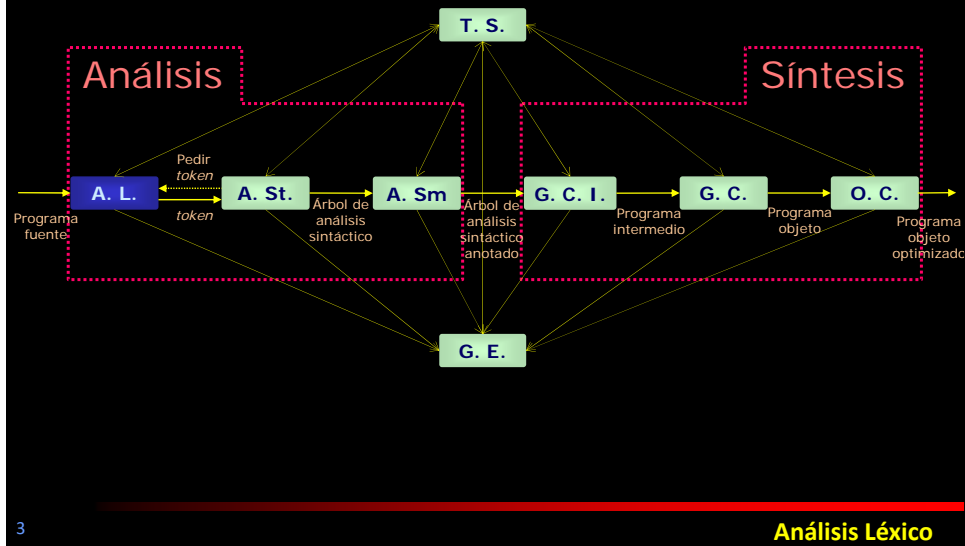 T. S.
Análisis
Síntesis
Pedir
token
A. L.
A. St.
A. Sm
G. C. I.
G. C.
O. C.
token
Programa
fuente
Árbol de
análisis
sintáctico
Árbol de
análisis
sintáctico
anotado
Programa
intermedio
Programa
objeto
Programa
objeto
optimizado
G. E.
3
Análisis Léxico